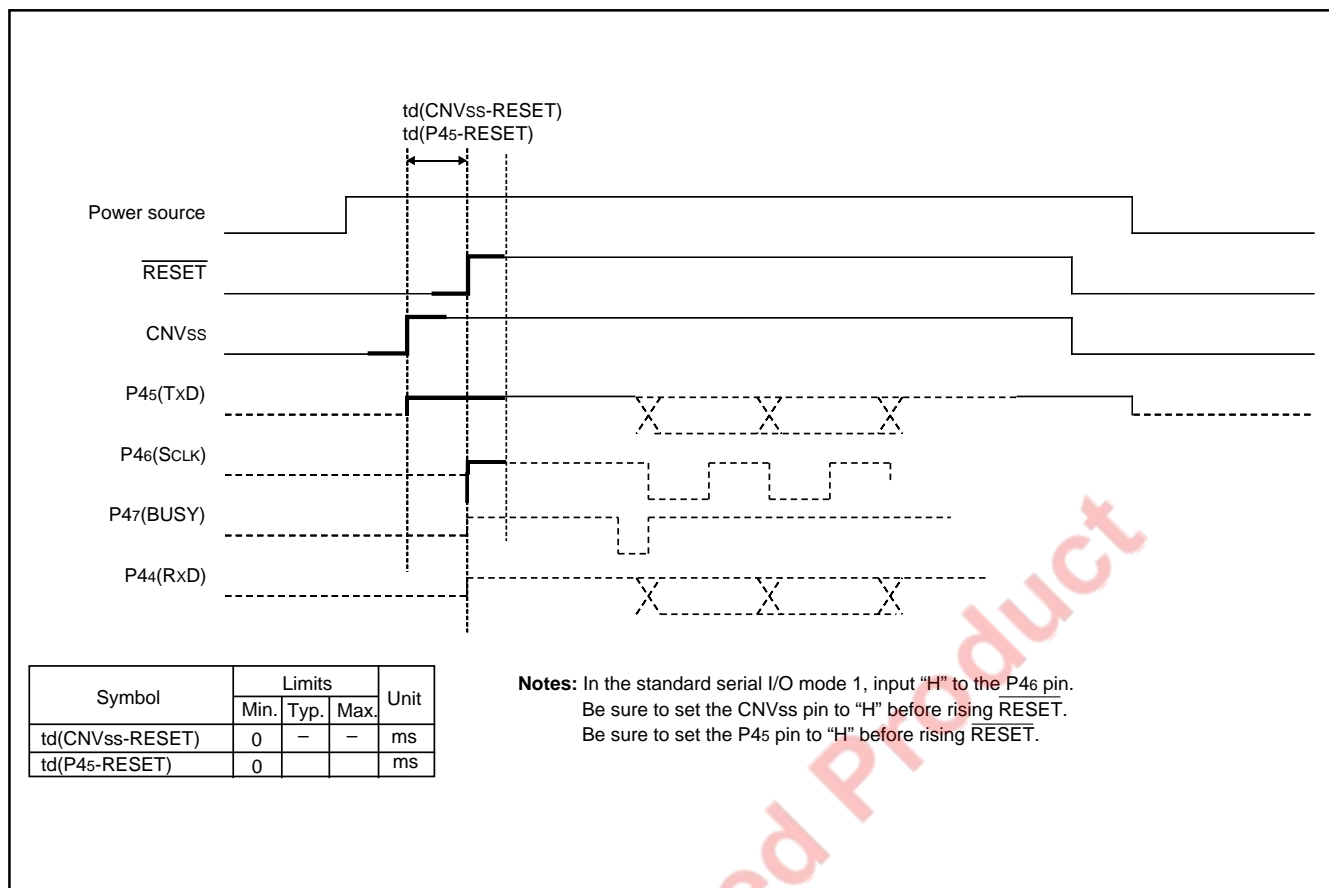 td(CNVss-RESET)
td(P45-RESET)
Power source
RESET
CNVss
P45(TxD)
P46(SCLK)
P47(BUSY)
P44(RxD)
Symbol Limits Unit
Min. Typ. Max.
td(CNVss-RESET) 0 – – ms
td(P45-RESET) 0 ms
Notes: In the standard serial I/O mode 1, input “H” to the P46 pin.
Be sure to set the CNVss pin to “H” before rising RESET.
Be sure to set the P45 pin to “H” before rising RESET.
ed Product